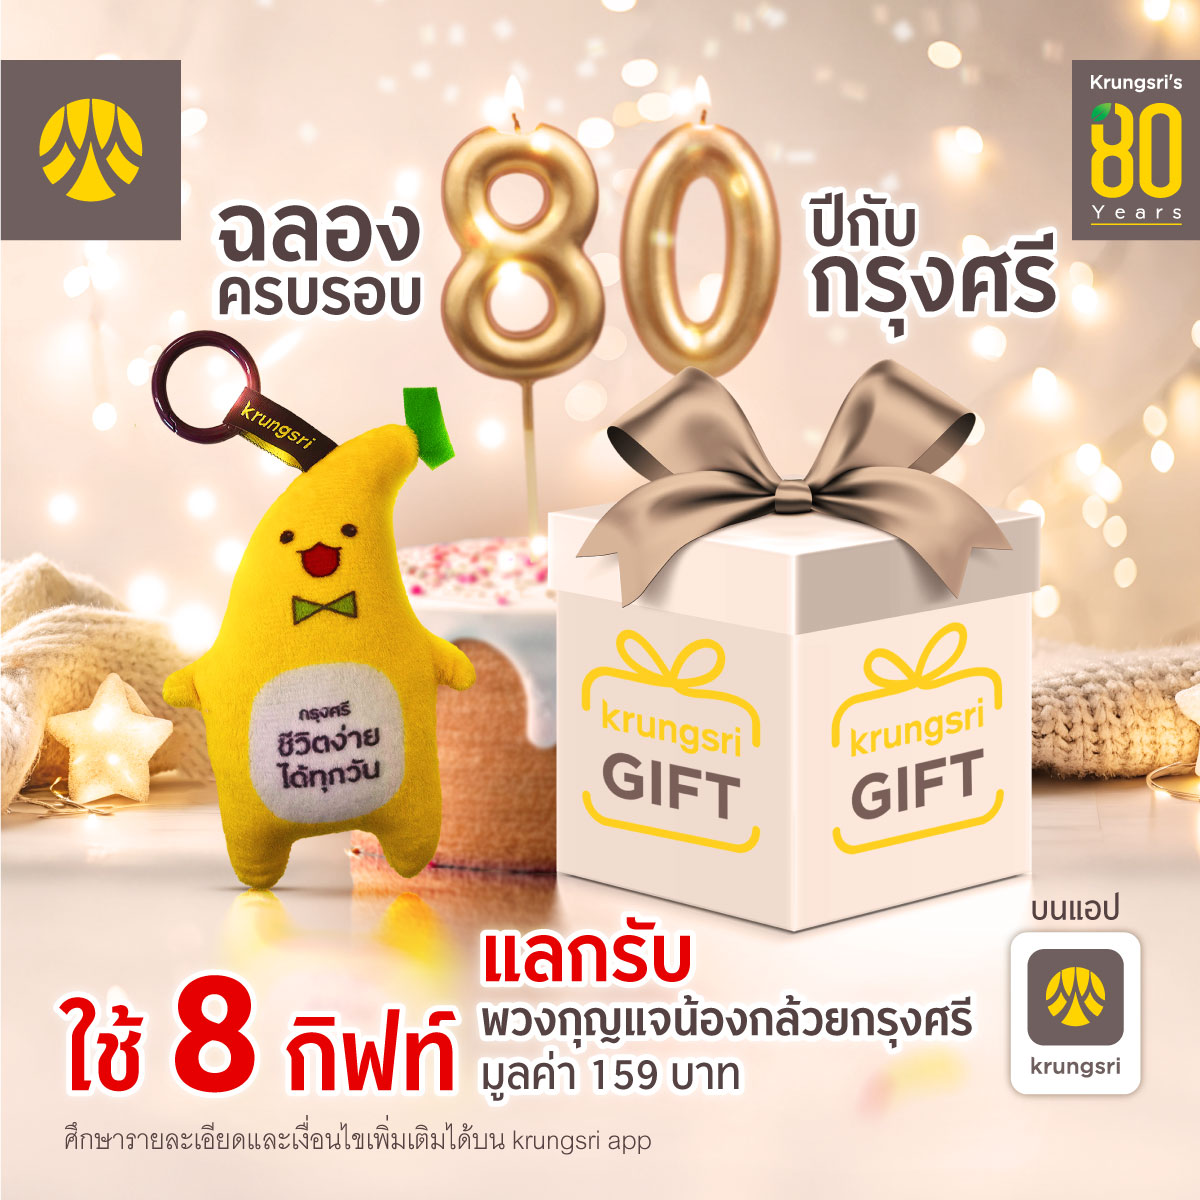 Krungsri's
80
Years
ฉลอง
ครบรอบ
80
ปีกับ
กรุงศรี
krungsri
กรุงศรี
ชีวิตง่าย
ได้ทุกวัน
krungsri
GIFT
krungsri
GIFT
ใช้ 8 กิฟท์
แลกรับ
พวงกุญแจน้องกล้วยกรุงศรี
มูลค่า 159 บาท
บนแอป
krungsri
ศึกษารายละเอียดและเงื่อนไขเพิ่มเติมได้บน krungsri app